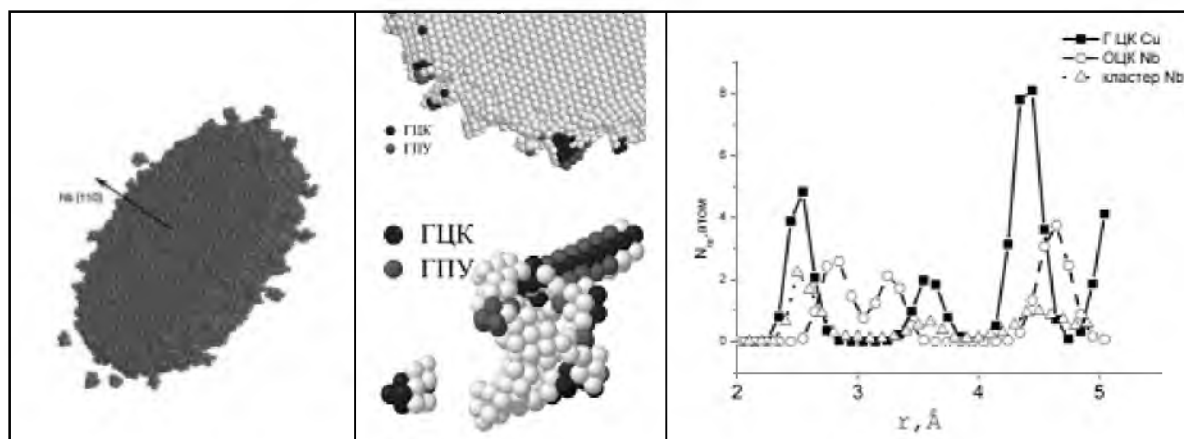 Nb [110]
ГЦК
ГПУ
ГЦК
ГПУ
ГЦК Cu
ОЦК Nb
кластер Nb
8
6
4
2
0
2
3
4
5
r, Å